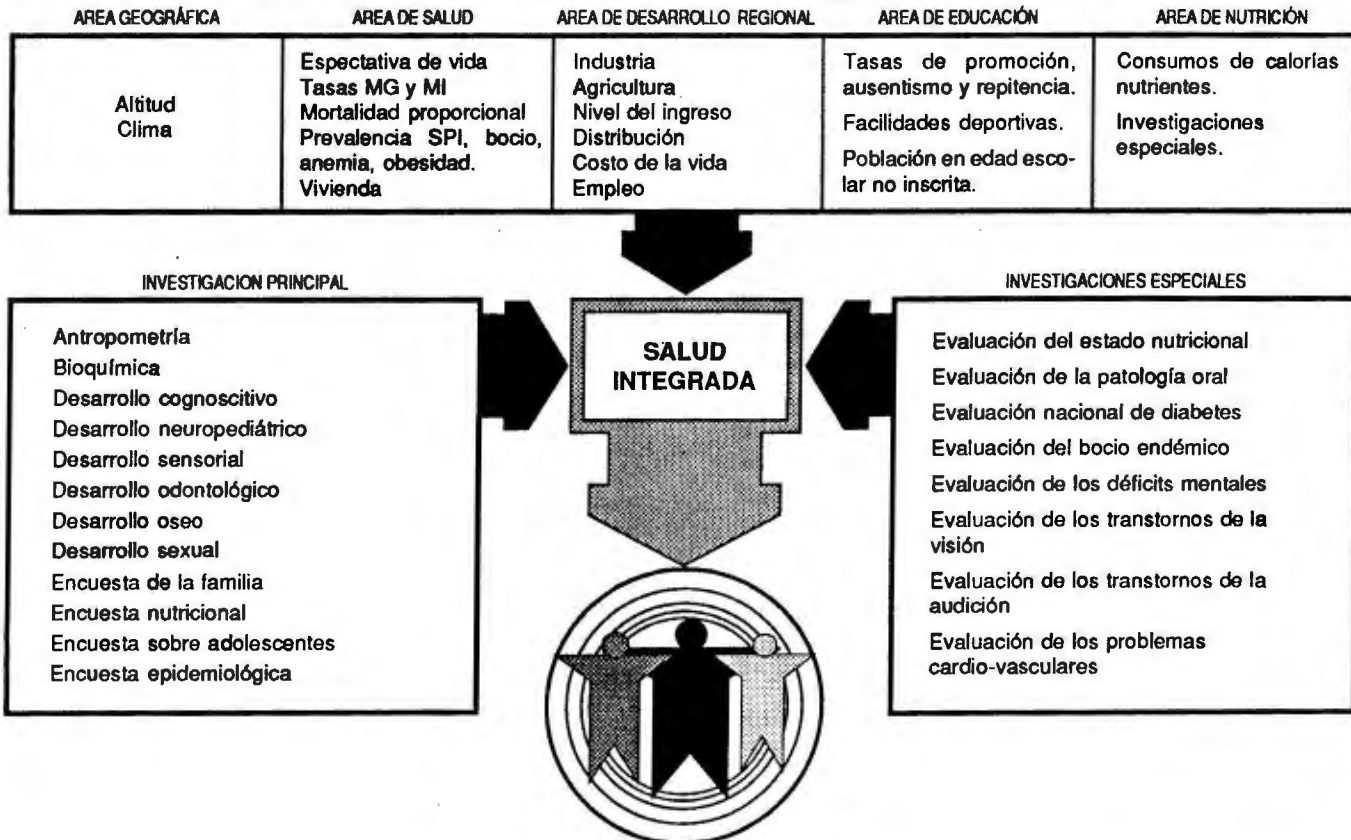 AREA GEOGRÁFICA
AREA DE SALUD
AREA DE DESARROLLO REGIONAL
AREA DE EDUCACIÓN
AREA DE NUTRICIÓN
Altitud
Clima
Espectativa de vida
Tasas MG y MI
Mortalidad proporcional
Prevalencia SPI, bocio,
anemia, obesidad.
Vivienda
Industria
Agricultura
Nivel del ingreso
Distribución
Costo de la vida
Empleo
Tasas de promoción,
ausentismo y repitencia.
Facilidades deportivas.
Población en edad esco-
lar no inscrita.
Consumos de calorías
nutrientes.
Investigaciones
especiales.
INVESTIGACION PRINCIPAL
Antropometría
Bioquímica
Desarrollo cognoscitivo
Desarrollo neuropediátrico
Desarrollo sensorial
Desarrollo odontológico
Desarrollo oseo
Desarrollo sexual
Encuesta de la familia
Encuesta nutricional
Encuesta sobre adolescentes
Encuesta epidemiológica
SALUD
INTEGRADA
INVESTIGACIONES ESPECIALES
Evaluación del estado nutricional
Evaluación de la patología oral
Evaluación nacional de diabetes
Evaluación del bocio endémico
Evaluación de los déficits mentales
Evaluación de los transtornos de la
visión
Evaluación de los transtornos de la
audición
Evaluación de los problemas
cardio-vasculares